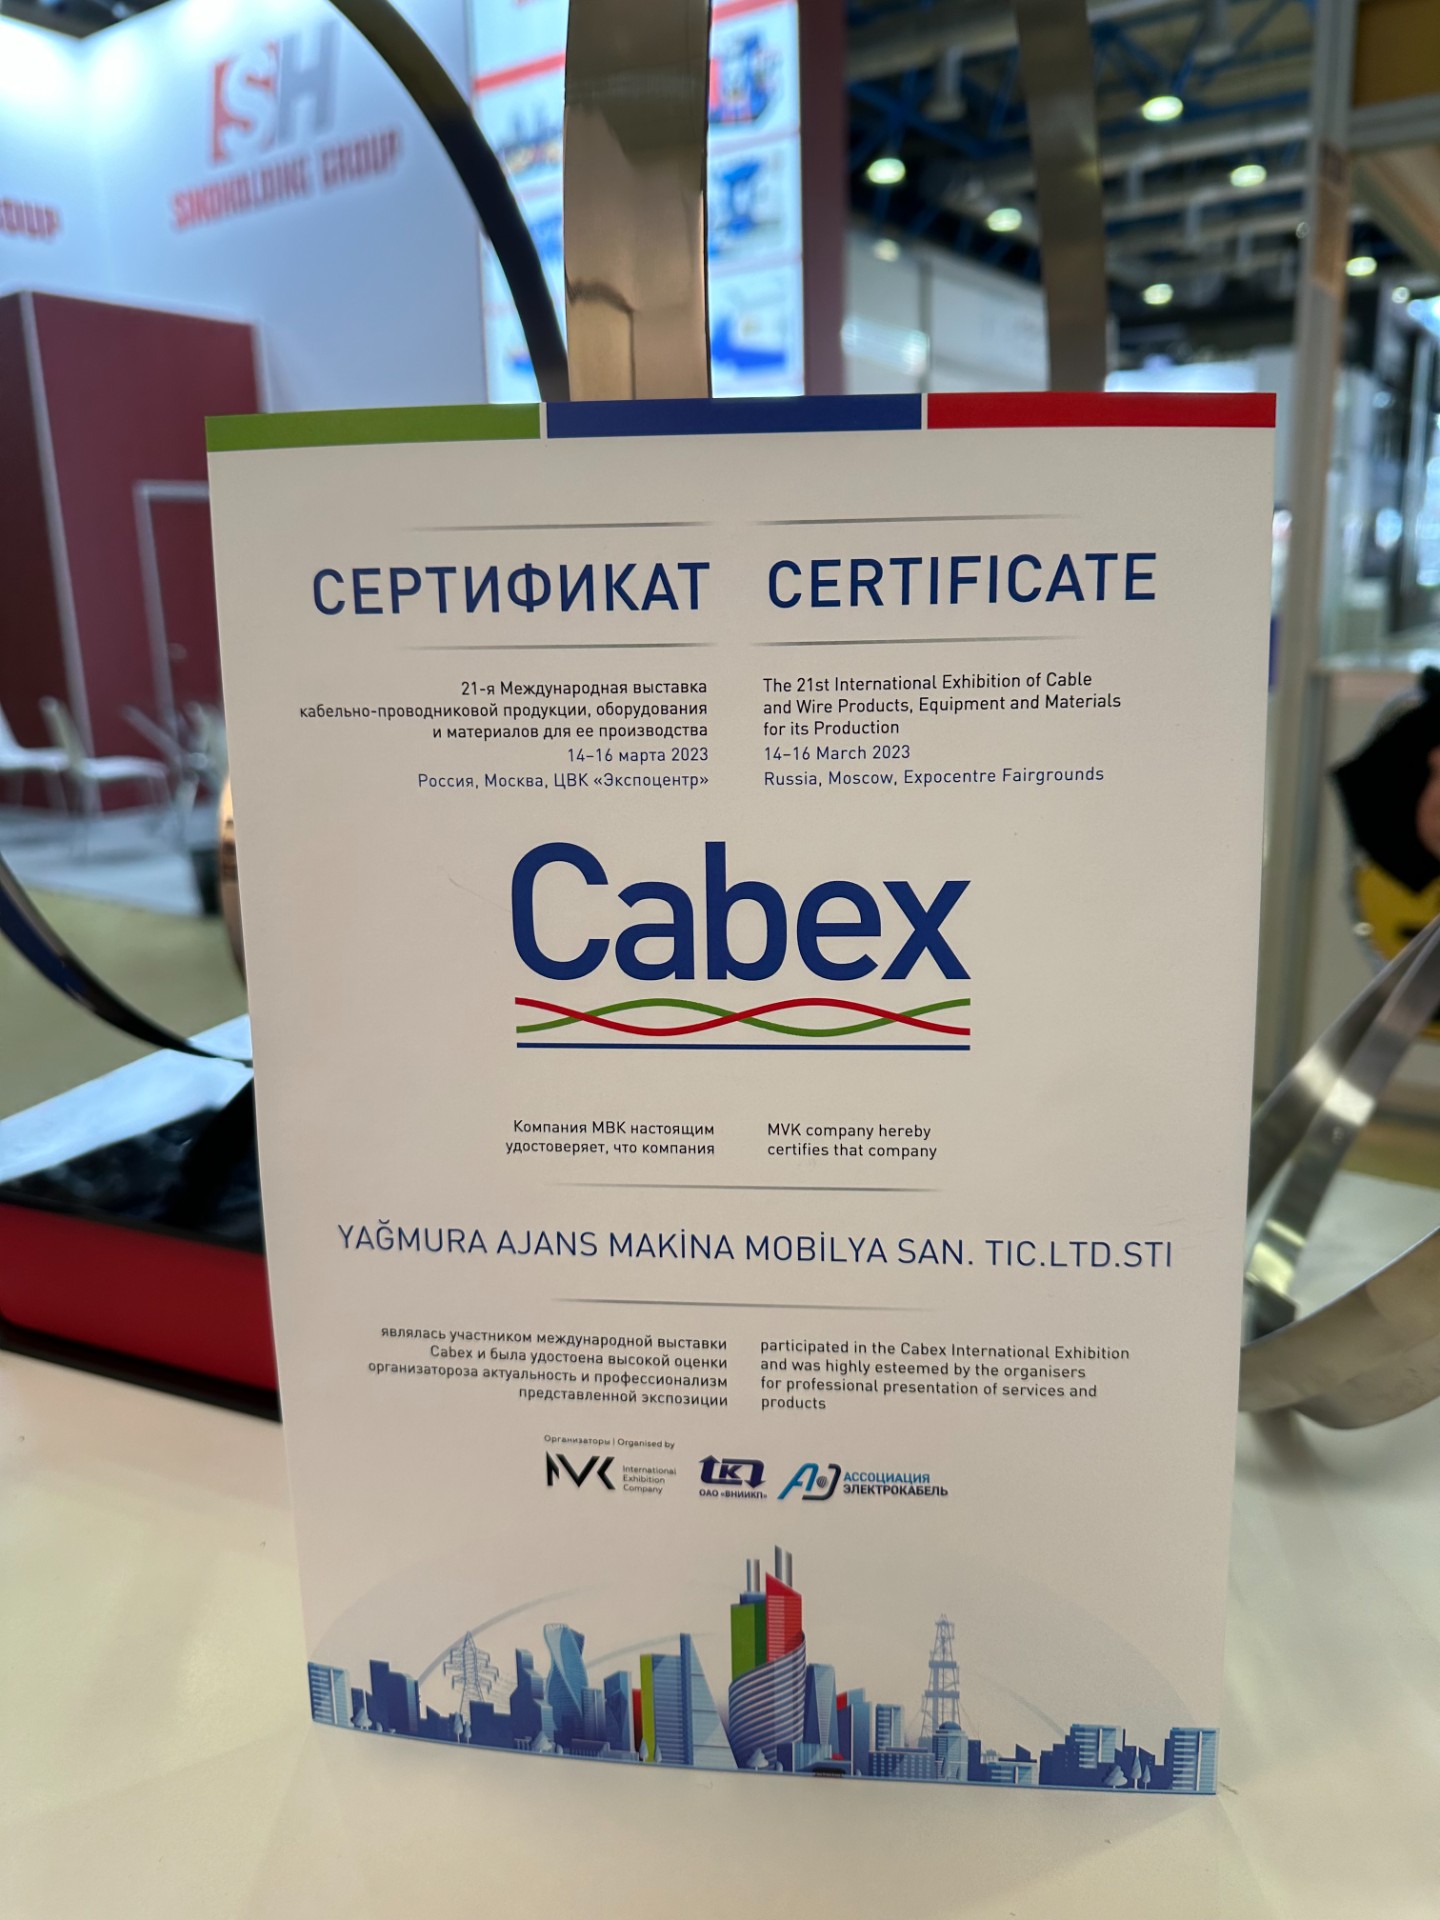 SH
SINOHOLDING GROUP
СЕРТИФИКАТ
21-я Международная выставка
кабельно-проводниковой продукции, оборудования
и материалов для ее производства
14–16 марта 2023
Россия, Москва, ЦВК «Экспоцентр»
CERTIFICATE
The 21st International Exhibition of Cable
and Wire Products, Equipment and Materials
for its Production
14–16 March 2023
Russia, Moscow, Expocentre Fairgrounds
Cabex
Компания МВК настоящим
удостоверяет, что компания
MVK company hereby
certifies that company
YAĞMURA AJANS MAKİNA MOBİLYA SAN. TIC.LTD.STI
являлась участником международной выставки
Cabex и была удостоена высокой оценки
организатороза актуальность и профессионализм
представленной экспозиции
participated in the Cabex International Exhibition
and was highly esteemed by the organisers
for professional presentation of services and
products
Организаторы | Organised by
MVK
International
Exhibition
Company
ОАО «ВНИИКП»
АССОЦИАЦИЯ
ЭЛЕКТРОКАБЕЛЬ